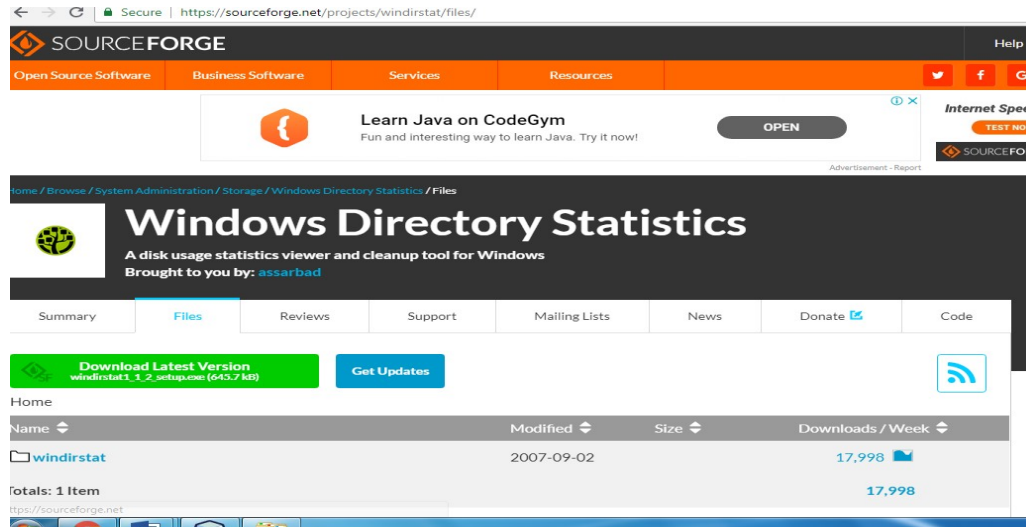 Secure | https://sourceforge.net/projects/windirstat/files/
SOURCEFORGE
Help
Open Source Software Business Software Services Resources
Learn Java on CodeGym
Fun and interesting way to learn Java. Try it now!
OPEN
Internet Spee
TEST NO
SOURCEFO
Advertisement - Report
Home / Browse / System Administration / Storage / Windows Directory Statistics / Files
Windows Directory Statistics
A disk usage statistics viewer and cleanup tool for Windows
Brought to you by: assarbad
Summary Files Reviews Support Mailing Lists News Donate Code
Download Latest Version
windirstat1_1_2_setup.exe (645.7 kB)
Get Updates
Home
Name Modified Size Downloads / Week
windirstat 2007-09-02 17,998
Totals: 1 Item 17,998
ttps://sourceforge.net